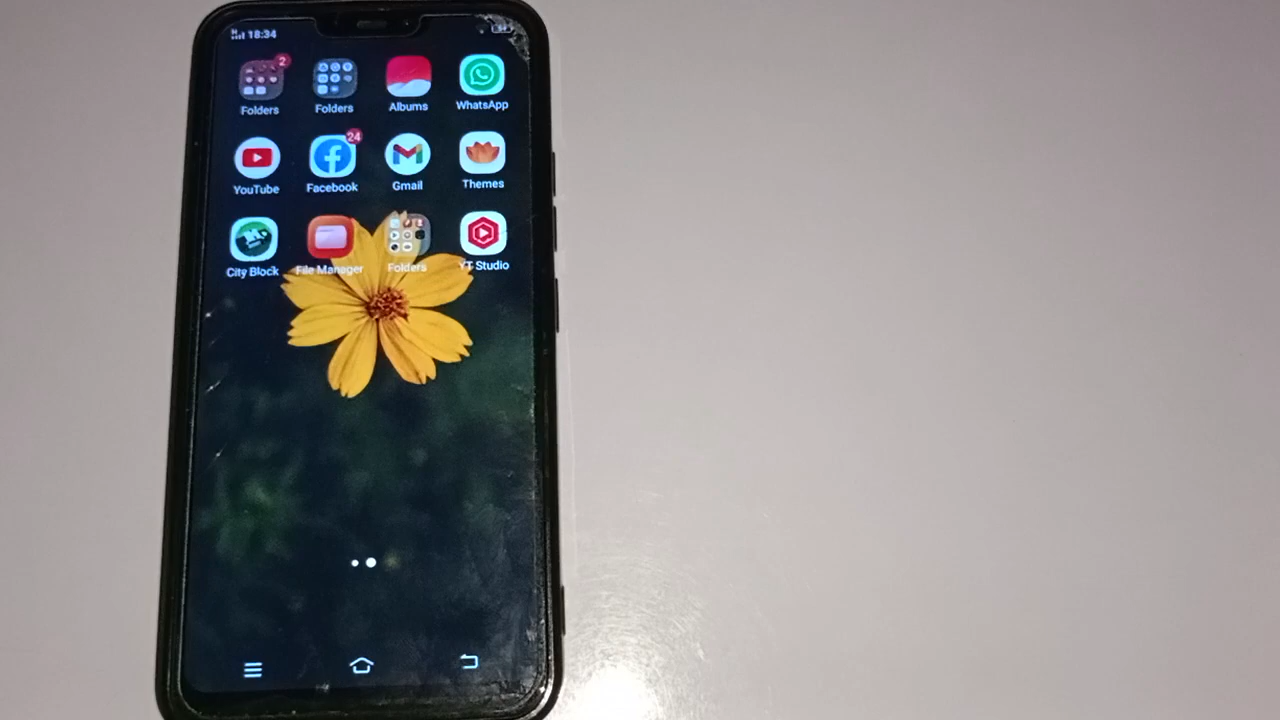 18:34
2
Folders
Folders
Albums
WhatsApp
24
YouTube
Facebook
Gmail
Themes
City Block
File Manager
Folders
YT Studio